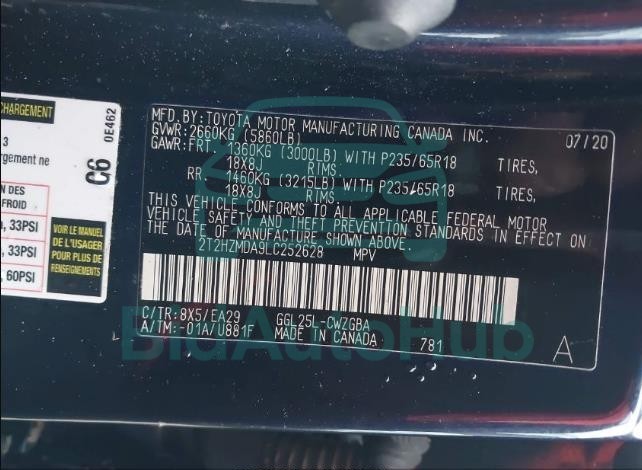 CHARGEMENT
3
rgement ne
0E462
C6
N DES
FROID
a, 33PSI
a, 33PSI
a, 60PSI
VOIR LE MANUEL
DE L'USAGER
POUR PLUS DE
RENSEIGNEMENTS
MFD. BY:TOYOTA MOTOR MANUFACTURING CANADA INC.
GVWR: 2660KG (5860LB) 07/20
GAWR:FRT. 1360KG (3000LB) WITH P235/65R18 TIRES,
18X8J RIMS.
RR. 1460KG (3215LB) WITH P235/65R18 TIRES,
18X8J RIMS.
THIS VEHICLE CONFORMS TO ALL APPLICABLE FEDERAL MOTOR
VEHICLE SAFETY AND THEFT PREVENTION STANDARDS IN EFFECT ON
THE DATE OF MANUFACTURE SHOWN ABOVE.
2T2HZMDA9LC252628 MPV
C/TR:8X5/EA29 GGL25L-CWZGBA
A/TM:-01A/U881F MADE IN CANADA 781 A
BidAutoHub